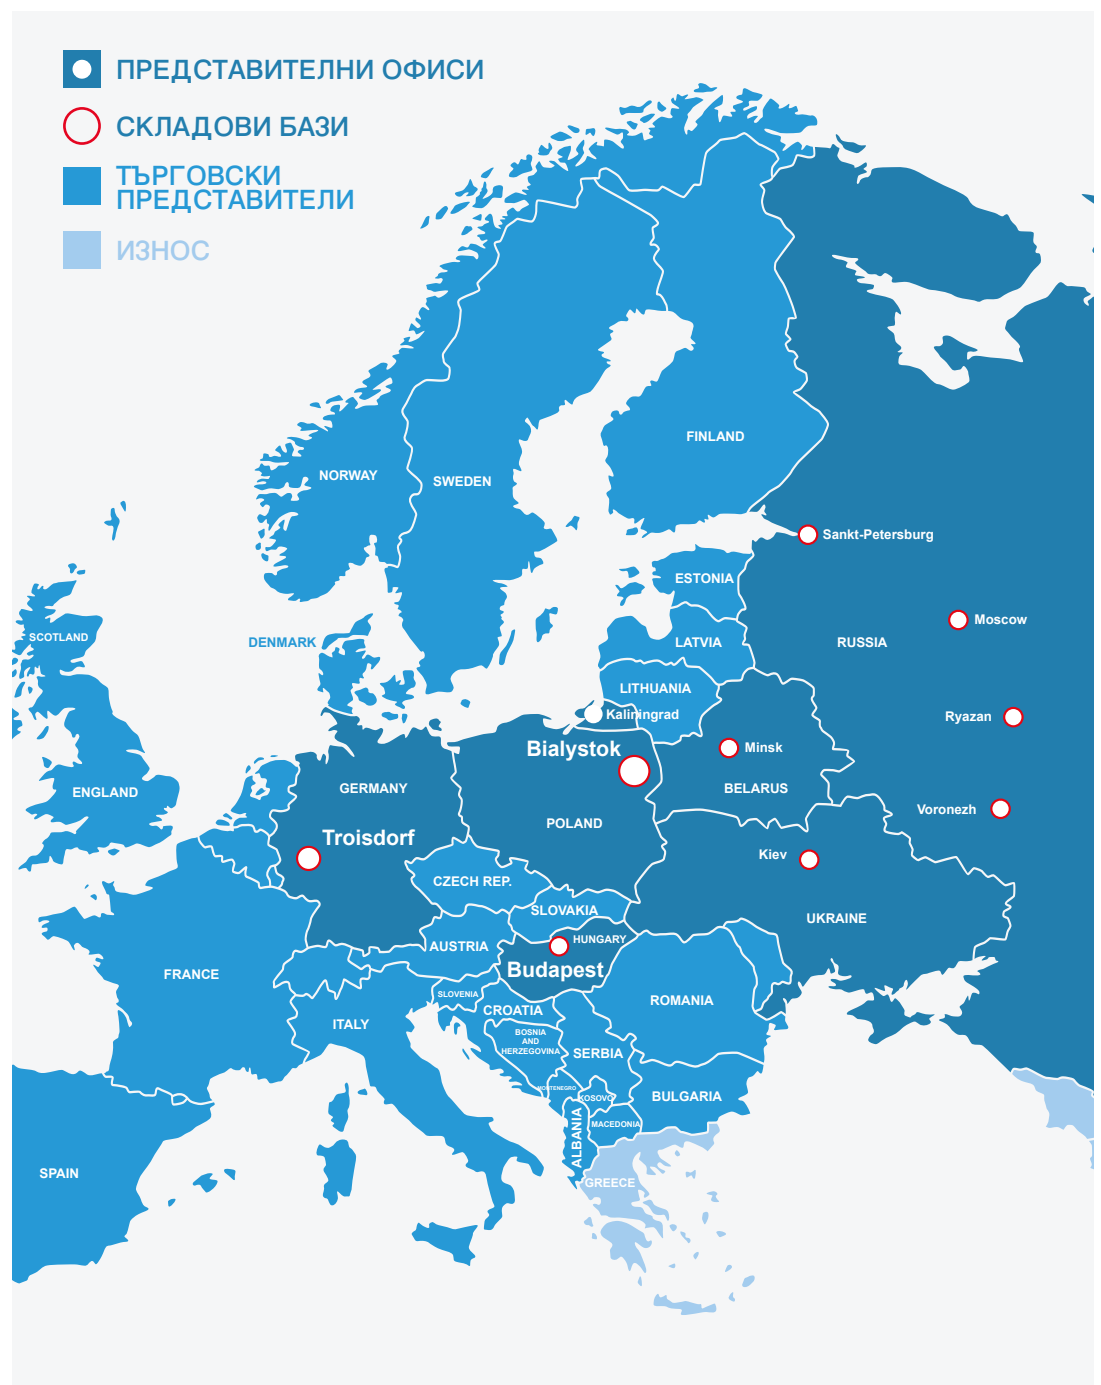 ПРЕДСТАВИТЕЛНИ ОФИСИ
СКЛАДОВИ БАЗИ
ТЪРГОВСКИ
ПРЕДСТАВИТЕЛИ
ИЗНОС
FINLAND
NORWAY
SWEDEN
Sankt-Petersburg
ESTONIA
Moscow
SCOTLAND
DENMARK
LATVIA
RUSSIA
LITHUANIA
Kaliningrad
Ryazan
Bialystok
Minsk
GERMANY
BELARUS
ENGLAND
Voronezh
POLAND
Troisdorf
Kiev
CZECH REP.
SLOVAKIA
UKRAINE
HUNGARY
AUSTRIA
Budapest
FRANCE
SLOVENIA
ROMANIA
CROATIA
ITALY
BOSNIA
AND
HERZEGOVINA
SERBIA
MONTENEGRO
KOSOVO
BULGARIA
MACEDONIA
ALBANIA
SPAIN
GREECE